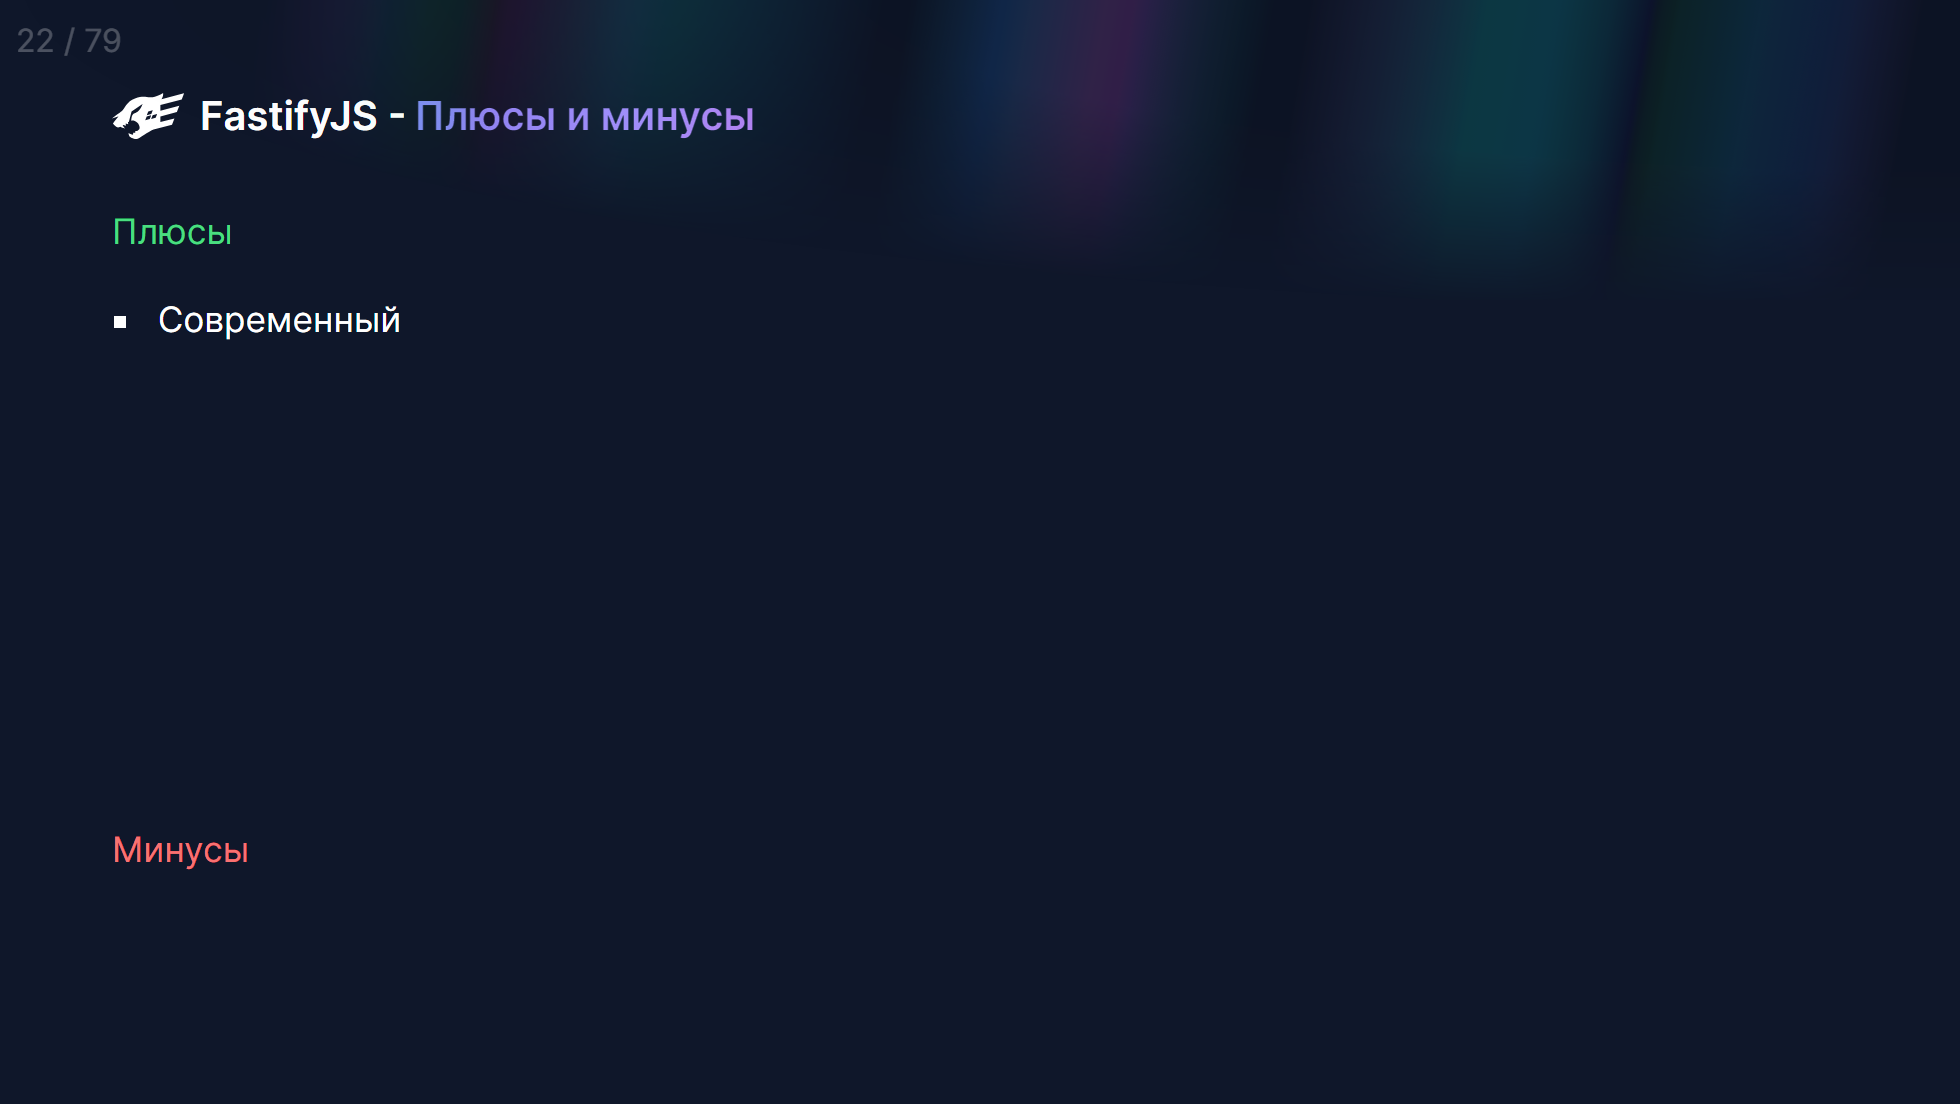 22 / 79
FastifyJS - Плюсы и минусы
Плюсы
▪ Современный
Минусы